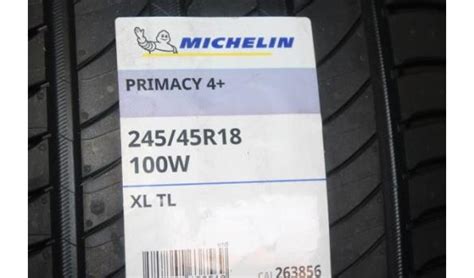 MICHELIN
PRIMACY 4+
245/45R18
100W
XL TL
CAI 263856